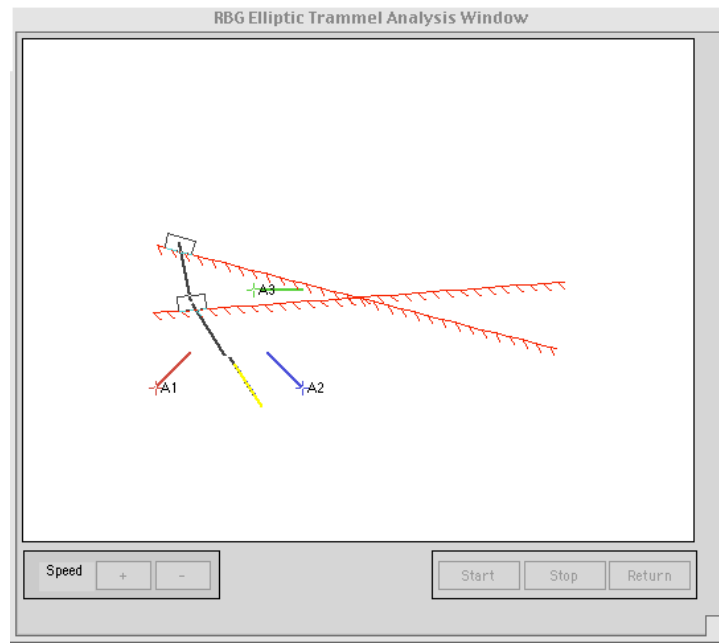 RBG Elliptic Trammel Analysis Window
A3
A1
A2
Speed + - Start Stop Return